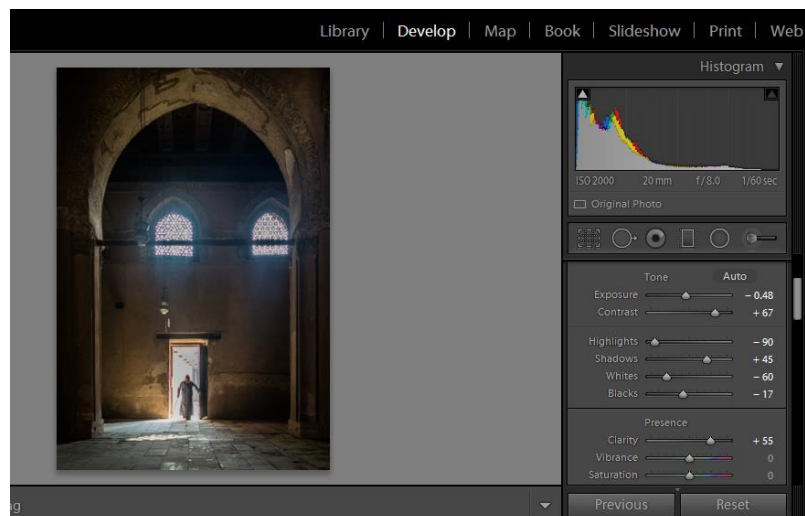 Library | Develop | Map | Book | Slideshow | Print | Web
Histogram
ISO 2000 20 mm f / 8.0 1/60 sec
Original Photo
Tone Auto
Exposure – 0.48
Contrast + 67
Highlights – 90
Shadows + 45
Whites – 60
Blacks – 17
Presence
Clarity + 55
Vibrance 0
Saturation 0
ng
Previous Reset